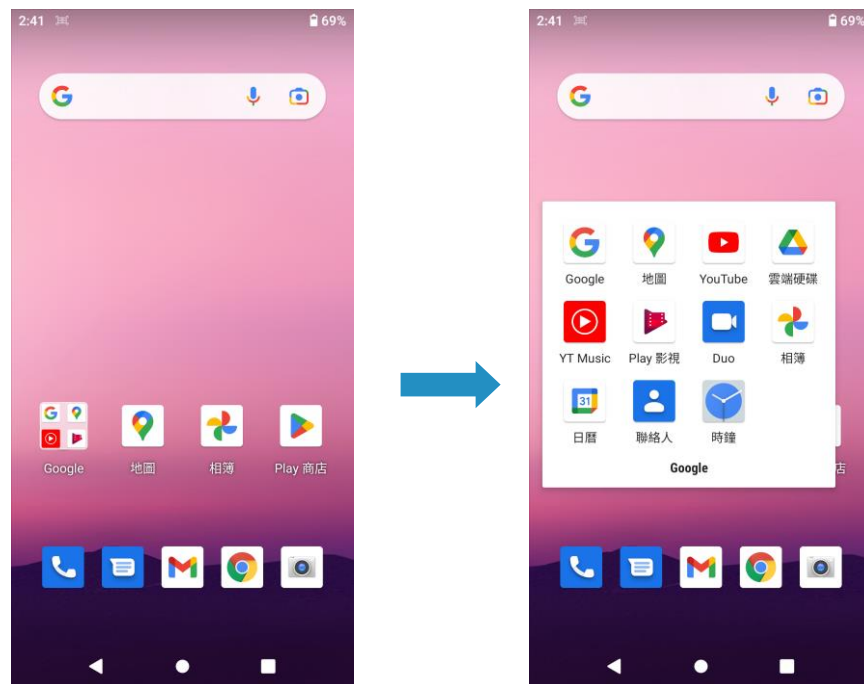 2:41
69%
Google
地圖
相簿
Play 商店
2:41
69%
Google
地圖
YouTube
雲端硬碟
YT Music
Play 影視
Duo
相簿
31
日曆
聯絡人
時鐘
Google
店